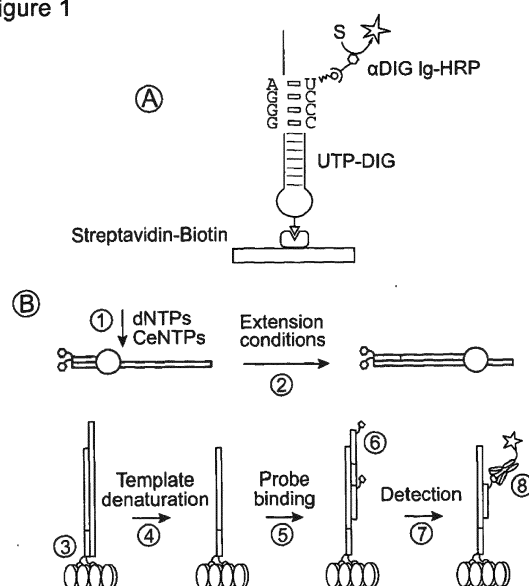 igure 1
A
S
αDIG Ig-HRP
A U
G C
G C
G C
UTP-DIG
Streptavidin-Biotin
B
1 dNTPs
CeNTPs
Extension
conditions
2
3
Template
denaturation
4
Probe
binding
5
6
Detection
7
8